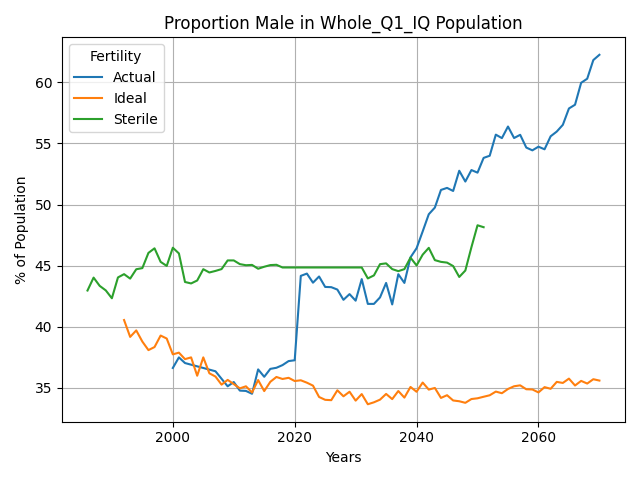 Proportion Male in Whole_Q1_IQ Population
Fertility
Actual
Ideal
Sterile
% of Population
60
55
50
45
40
35
2000
2020
2040
2060
Years